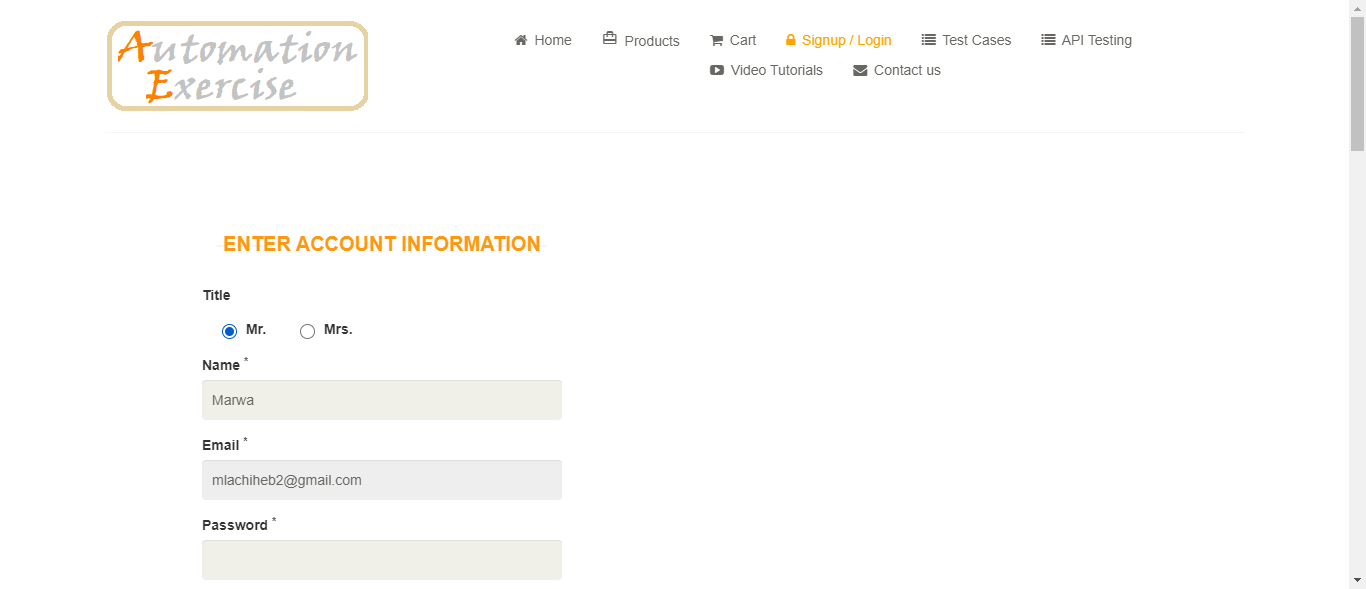 Automation
Exercise
Home
Products
Cart
Signup / Login
Test Cases
API Testing
Video Tutorials
Contact us
ENTER ACCOUNT INFORMATION
Title
Mr.
Mrs.
Name *
Marwa
Email *
mlachiheb2@gmail.com
Password *